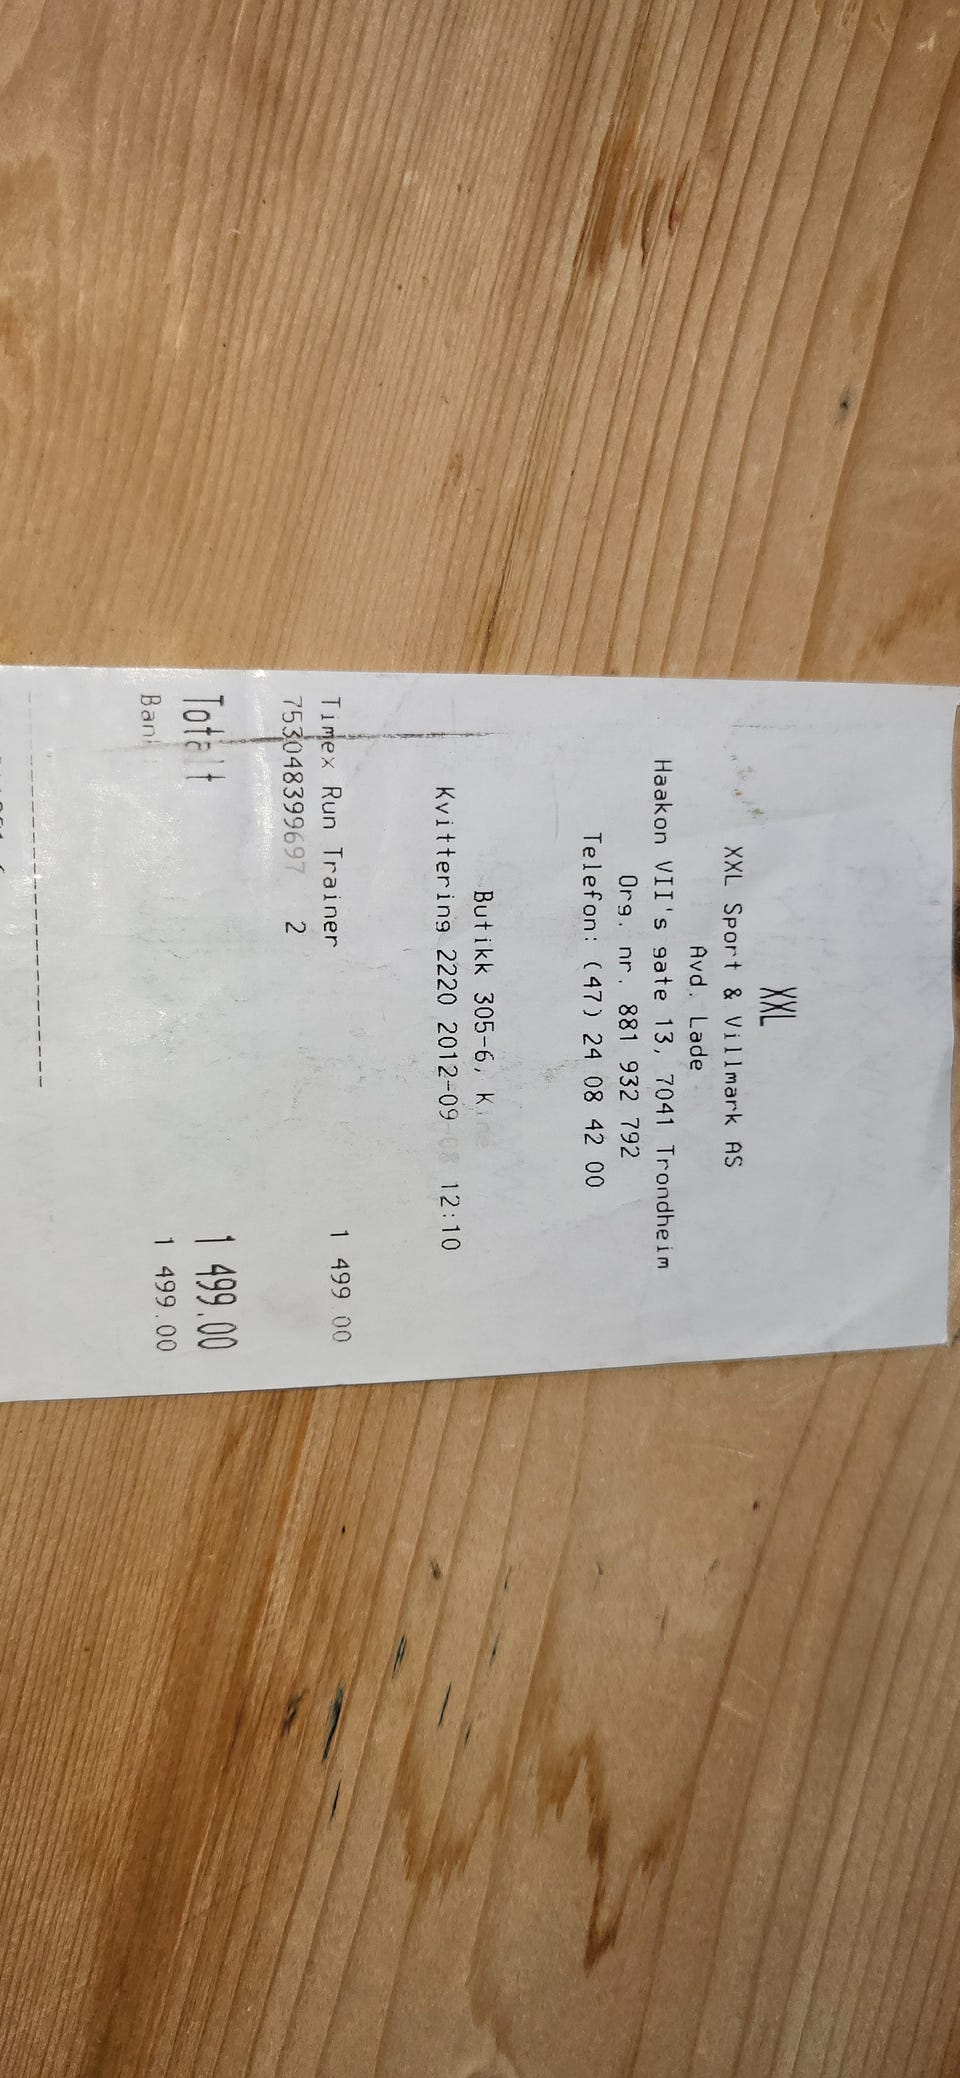 XXL
XXL Sport & Villmark AS
Avd. Lade
Haakon VII's gate 13, 7041 Trondheim
Org. nr. 881 932 792
Telefon: (47) 24 08 42 00
Butikk 305-6,
Kvittering 2220 2012-09-08 12:10
Timex Run Trainer 1 499.00
753048399697 2
Totalt 1 499.00
Bank 1 499.00